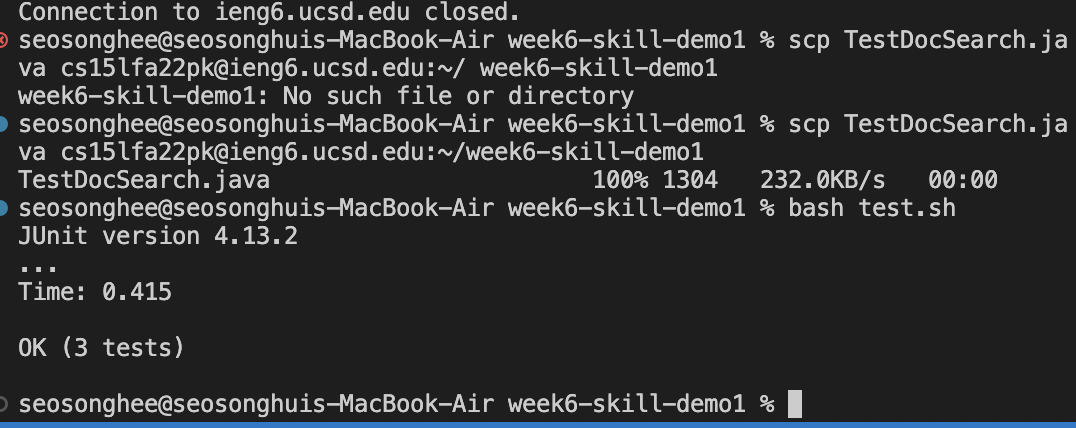 Connection to ieng6.ucsd.edu closed.
seosonghee@seosonghuis-MacBook-Air week6-skill-demo1 % scp TestDocSearch.ja
va cs15lfa22pk@ieng6.ucsd.edu:~/ week6-skill-demo1
week6-skill-demo1: No such file or directory
seosonghee@seosonghuis-MacBook-Air week6-skill-demo1 % scp TestDocSearch.ja
va cs15lfa22pk@ieng6.ucsd.edu:~/week6-skill-demo1
TestDocSearch.java 100% 1304 232.0KB/s 00:00
seosonghee@seosonghuis-MacBook-Air week6-skill-demo1 % bash test.sh
JUnit version 4.13.2
...
Time: 0.415
OK (3 tests)
seosonghee@seosonghuis-MacBook-Air week6-skill-demo1 %